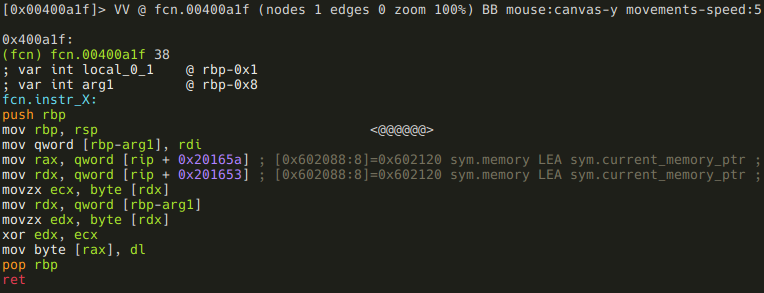 [0x00400a1f]> VV @ fcn.00400a1f (nodes 1 edges 0 zoom 100%) BB mouse:canvas-y movements-speed:5
0x400a1f:
(fcn) fcn.00400a1f 38
; var int local_0_1    @ rbp-0x1
; var int arg1         @ rbp-0x8
fcn.instr_X:
push rbp
mov rbp, rsp <@@@@@@>
mov qword [rbp-arg1], rdi
mov rax, qword [rip + 0x20165a] ; [0x602088:8]=0x602120 sym.memory LEA sym.current_memory_ptr ;
mov rdx, qword [rip + 0x201653] ; [0x602088:8]=0x602120 sym.memory LEA sym.current_memory_ptr ;
movzx ecx, byte [rdx]
mov rdx, qword [rbp-arg1]
movzx edx, byte [rdx]
xor edx, ecx
mov byte [rax], dl
pop rbp
ret